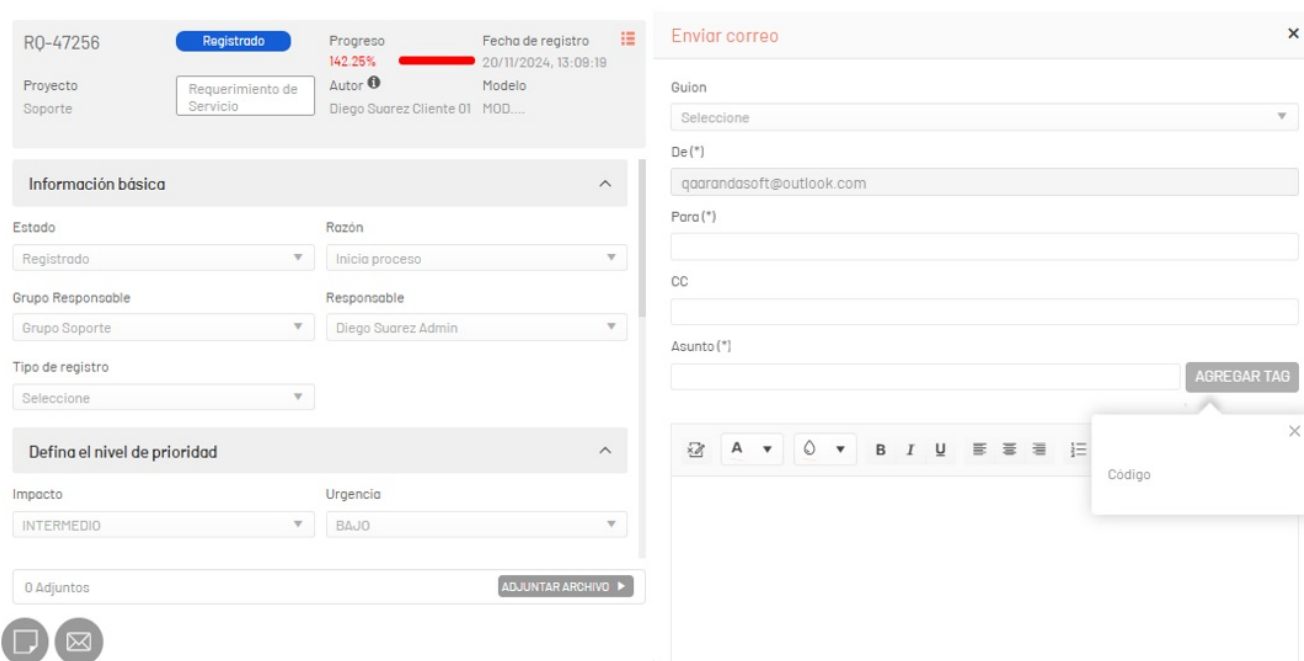 RQ-47256
Registrado
Progreso
142.25%
Fecha de registro
20/11/2024, 13:09:19
Proyecto
Soporte
Requerimiento de
Servicio
Autor
Diego Suarez Cliente 01
Modelo
MOD....
Información básica
Estado
Registrado
Razón
Inicia proceso
Grupo Responsable
Grupo Soporte
Responsable
Diego Suarez Admin
Tipo de registro
Seleccione
Defina el nivel de prioridad
Impacto
INTERMEDIO
Urgencia
BAJO
0 Adjuntos
ADJUNTAR ARCHIVO
Enviar correo
Guion
Seleccione
De (*)
qaarandasoft@outlook.com
Para (*)
CC
Asunto (*)
AGREGAR TAG
A
B I U
Código